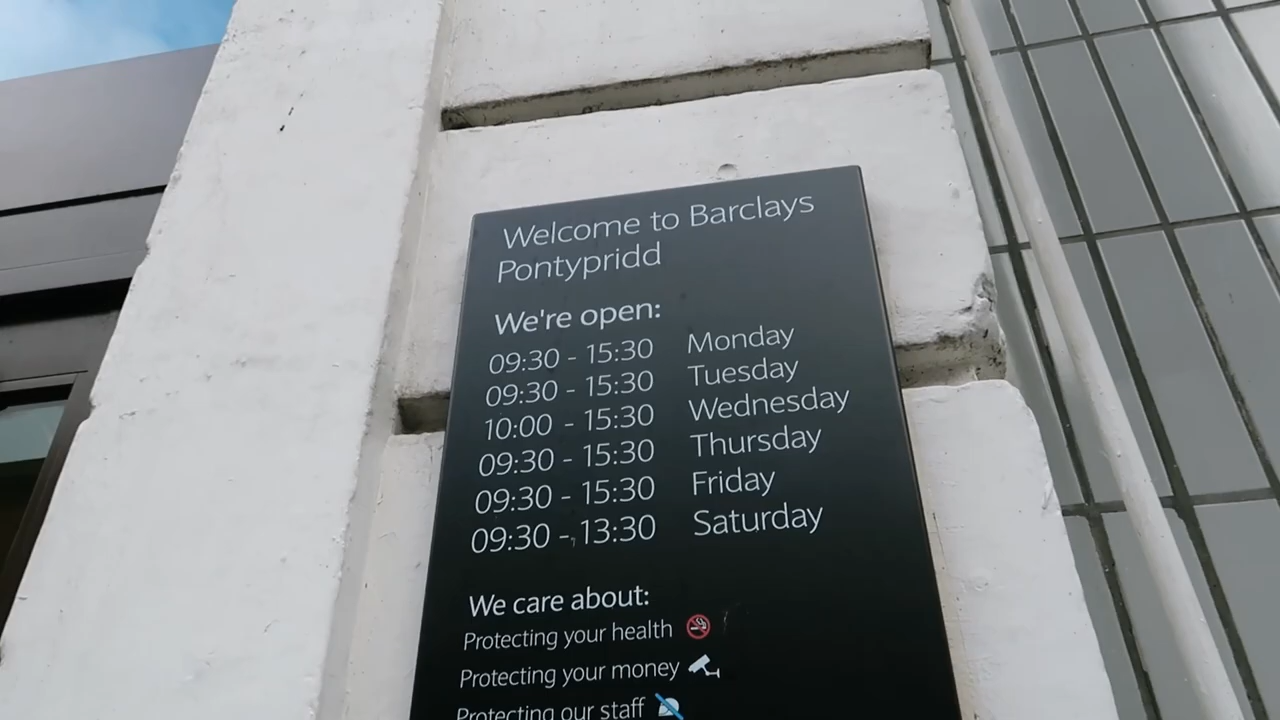 Welcome to Barclays
Pontypridd
We're open:
09:30 - 15:30 Monday
09:30 - 15:30 Tuesday
10:00 - 15:30 Wednesday
09:30 - 15:30 Thursday
09:30 - 15:30 Friday
09:30 - 13:30 Saturday
We care about:
Protecting your health
Protecting your money
Protecting our staff